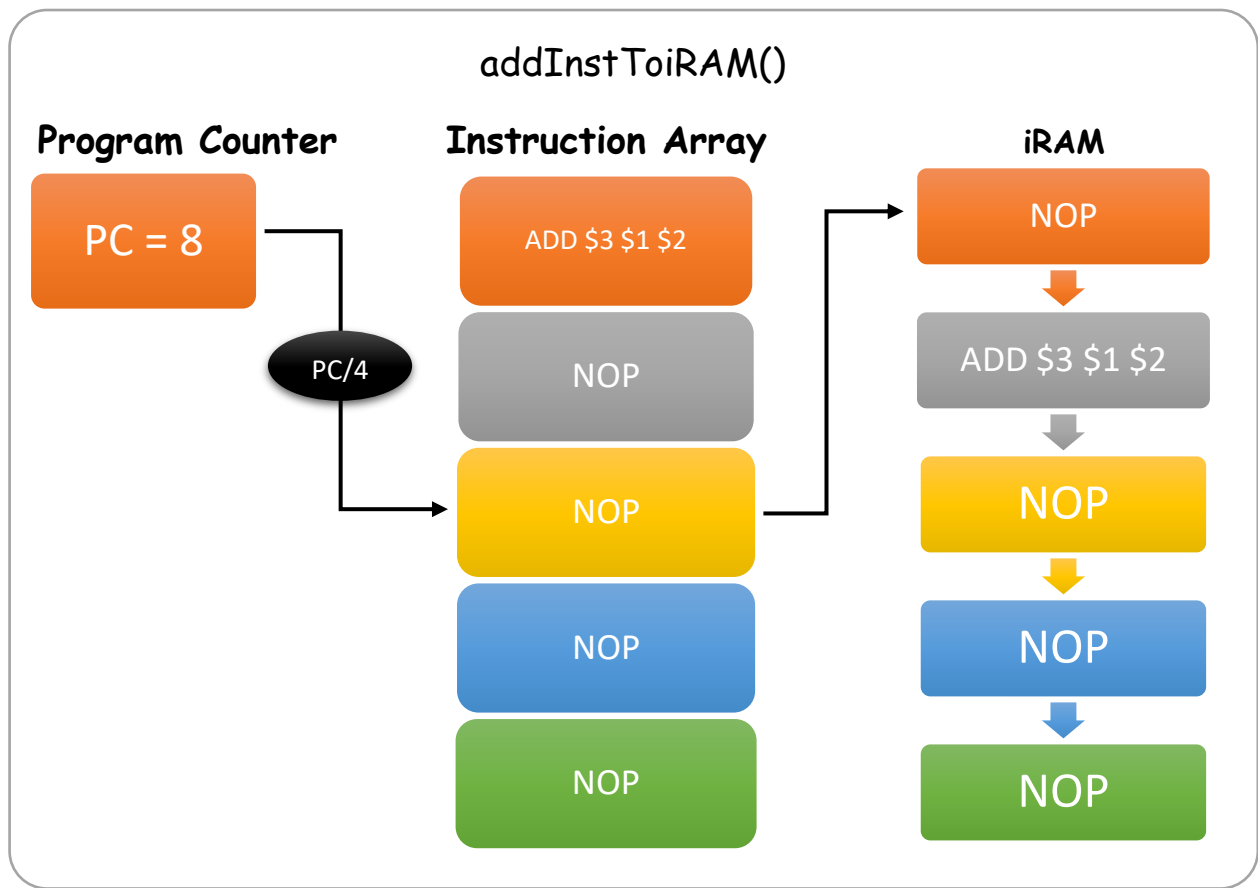 addInstToiRAM()
Program Counter
Instruction Array
iRAM
PC = 8
PC/4
ADD $3 $1 $2
NOP
NOP
NOP
NOP
NOP
ADD $3 $1 $2
NOP
NOP
NOP